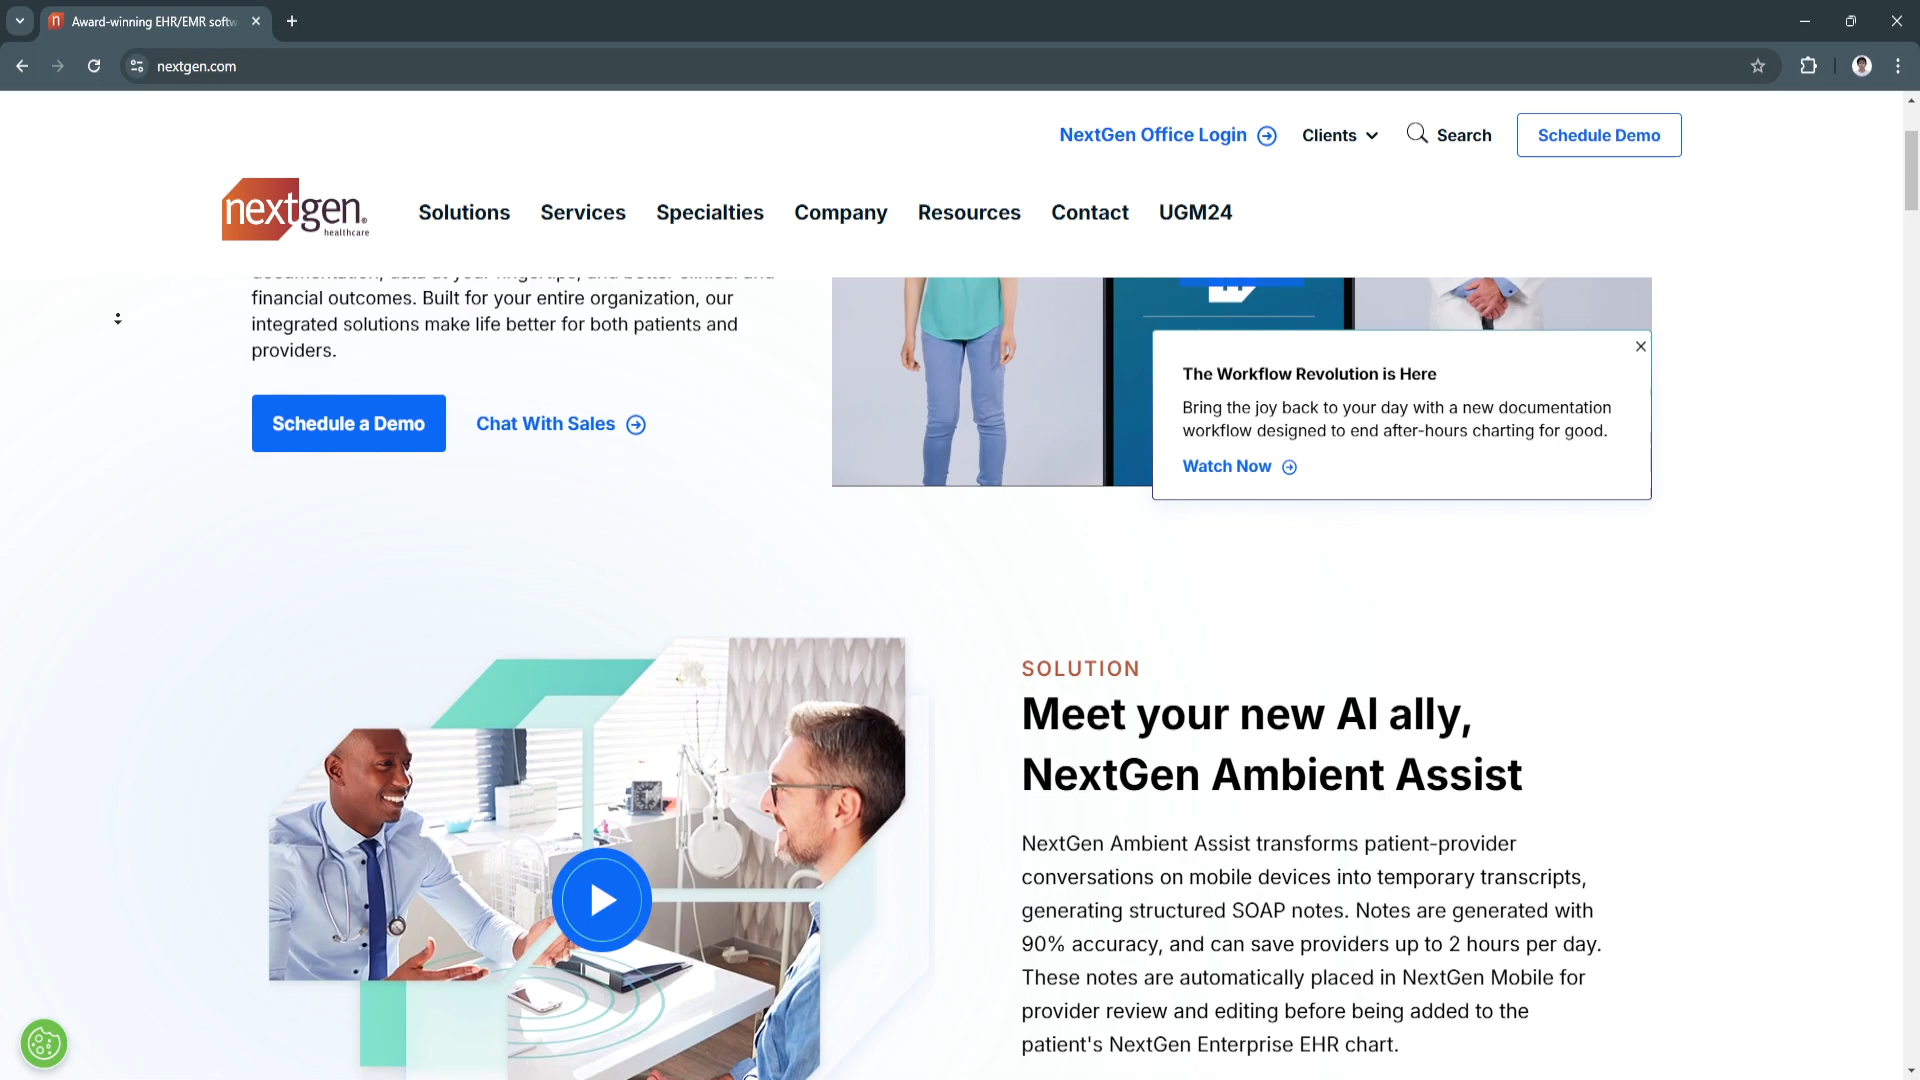 Award-winning EHR/EMR softw
nextgen.com
NextGen Office Login
Clients
Search
Schedule Demo
nextgen
healthcare
Solutions
Services
Specialties
Company
Resources
Contact
UGM24
financial outcomes. Built for your entire organization, our
integrated solutions make life better for both patients and
providers.
Schedule a Demo
Chat With Sales
The Workflow Revolution is Here
Bring the joy back to your day with a new documentation
workflow designed to end after-hours charting for good.
Watch Now
SOLUTION
Meet your new AI ally,
NextGen Ambient Assist
NextGen Ambient Assist transforms patient-provider
conversations on mobile devices into temporary transcripts,
generating structured SOAP notes. Notes are generated with
90% accuracy, and can save providers up to 2 hours per day.
These notes are automatically placed in NextGen Mobile for
provider review and editing before being added to the
patient's NextGen Enterprise EHR chart.